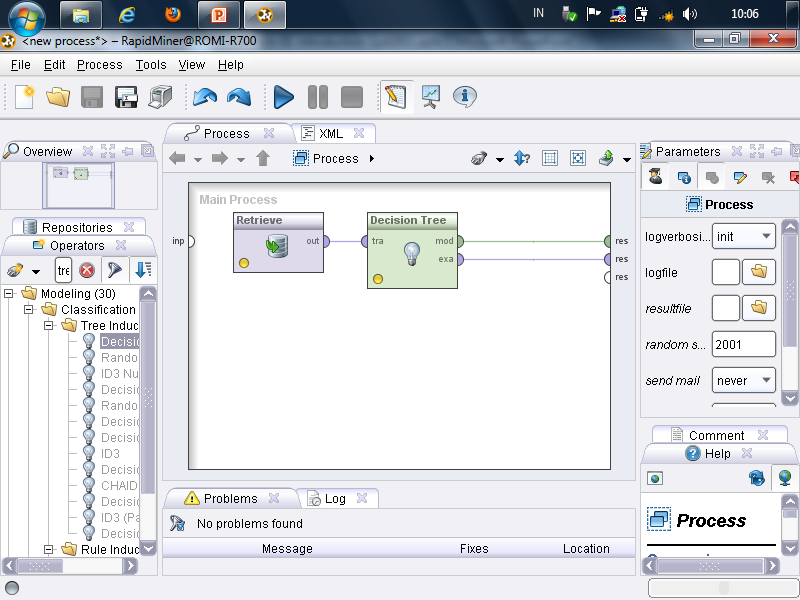 IN
10:06
<new process*> – RapidMiner@ROMI-R700
File Edit Process Tools View Help
Overview
Repositories
Operators
tre
Modeling (30)
Classification
Tree Induc
Decisi
Rando
ID3 Nu
Decisi
Rando
Decisi
Decisi
ID3
Decisi
CHAID
Decisi
ID3 (Pa
Decisi
Rule Induc
Process
XML
Process
Main Process
inp
Retrieve
out
Decision Tree
tra
mod
exa
res
res
res
Problems
Log
No problems found
Message Fixes Location
Parameters
Process
logverbosi... init
logfile
resultfile
random s... 2001
send mail never
Comment
Help
Process